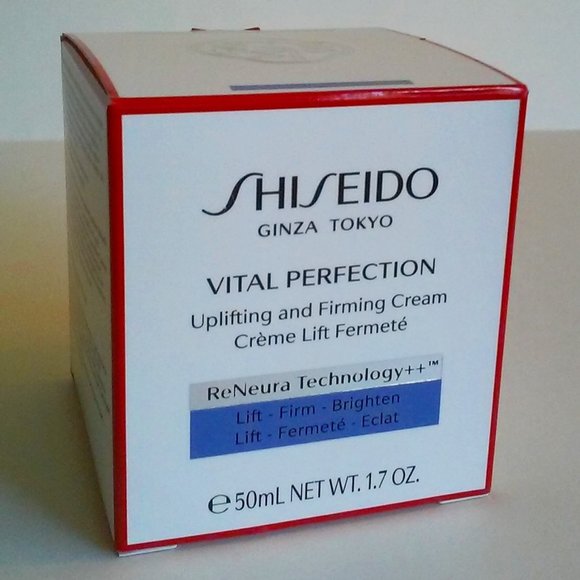 SHISEIDO
GINZA TOKYO
VITAL PERFECTION
Uplifting and Firming Cream
Crème Lift Fermeté
ReNeura Technology++™
Lift - Firm - Brighten
Lift - Fermeté - Eclat
℮50mL NET WT. 1.7 OZ.